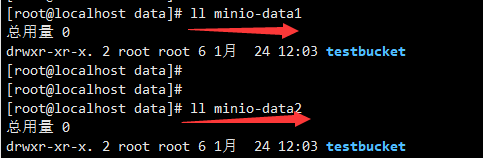 [root@localhost data]# ll minio-data1
总用量 0
drwxr-xr-x. 2 root root 6 1月  24 12:03 testbucket
[root@localhost data]#
[root@localhost data]#
[root@localhost data]# ll minio-data2
总用量 0
drwxr-xr-x. 2 root root 6 1月  24 12:03 testbucket